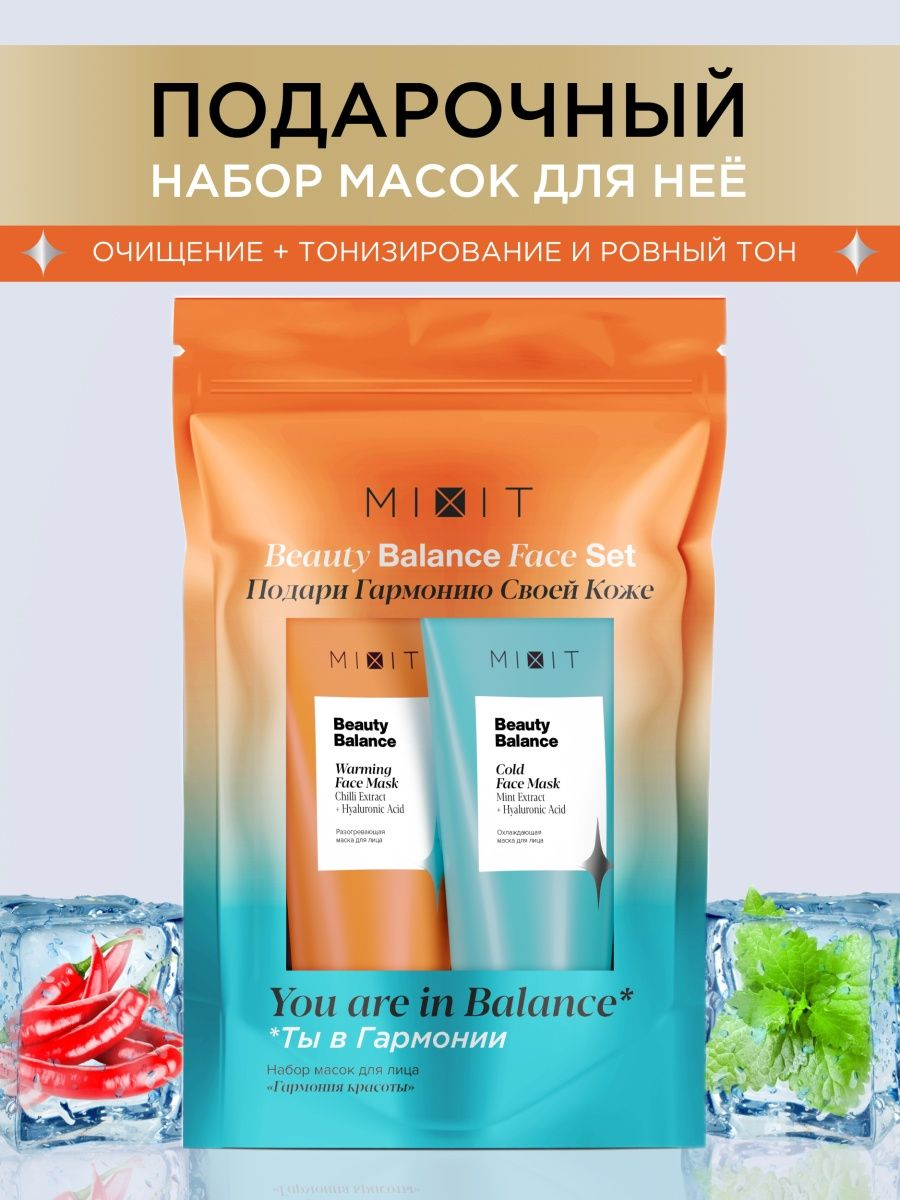 ПОДАРОЧНЫЙ
НАБОР МАСОК ДЛЯ НЕЁ
ОЧИЩЕНИЕ + ТОНИЗИРОВАНИЕ И РОВНЫЙ ТОН
MIXIT
Beauty Balance Face Set
Подари Гармонию Своей Коже
MIXIT
Beauty
Balance
Warming
Face Mask
Chilli Extract
+ Hyaluronic Acid
Разогревающая
маска для лица
MIXIT
Beauty
Balance
Cold
Face Mask
Mint Extract
+ Hyaluronic Acid
Охлаждающая
маска для лица
You are in Balance*
*Ты в Гармонии
Набор масок для лица
«Гармония красоты»